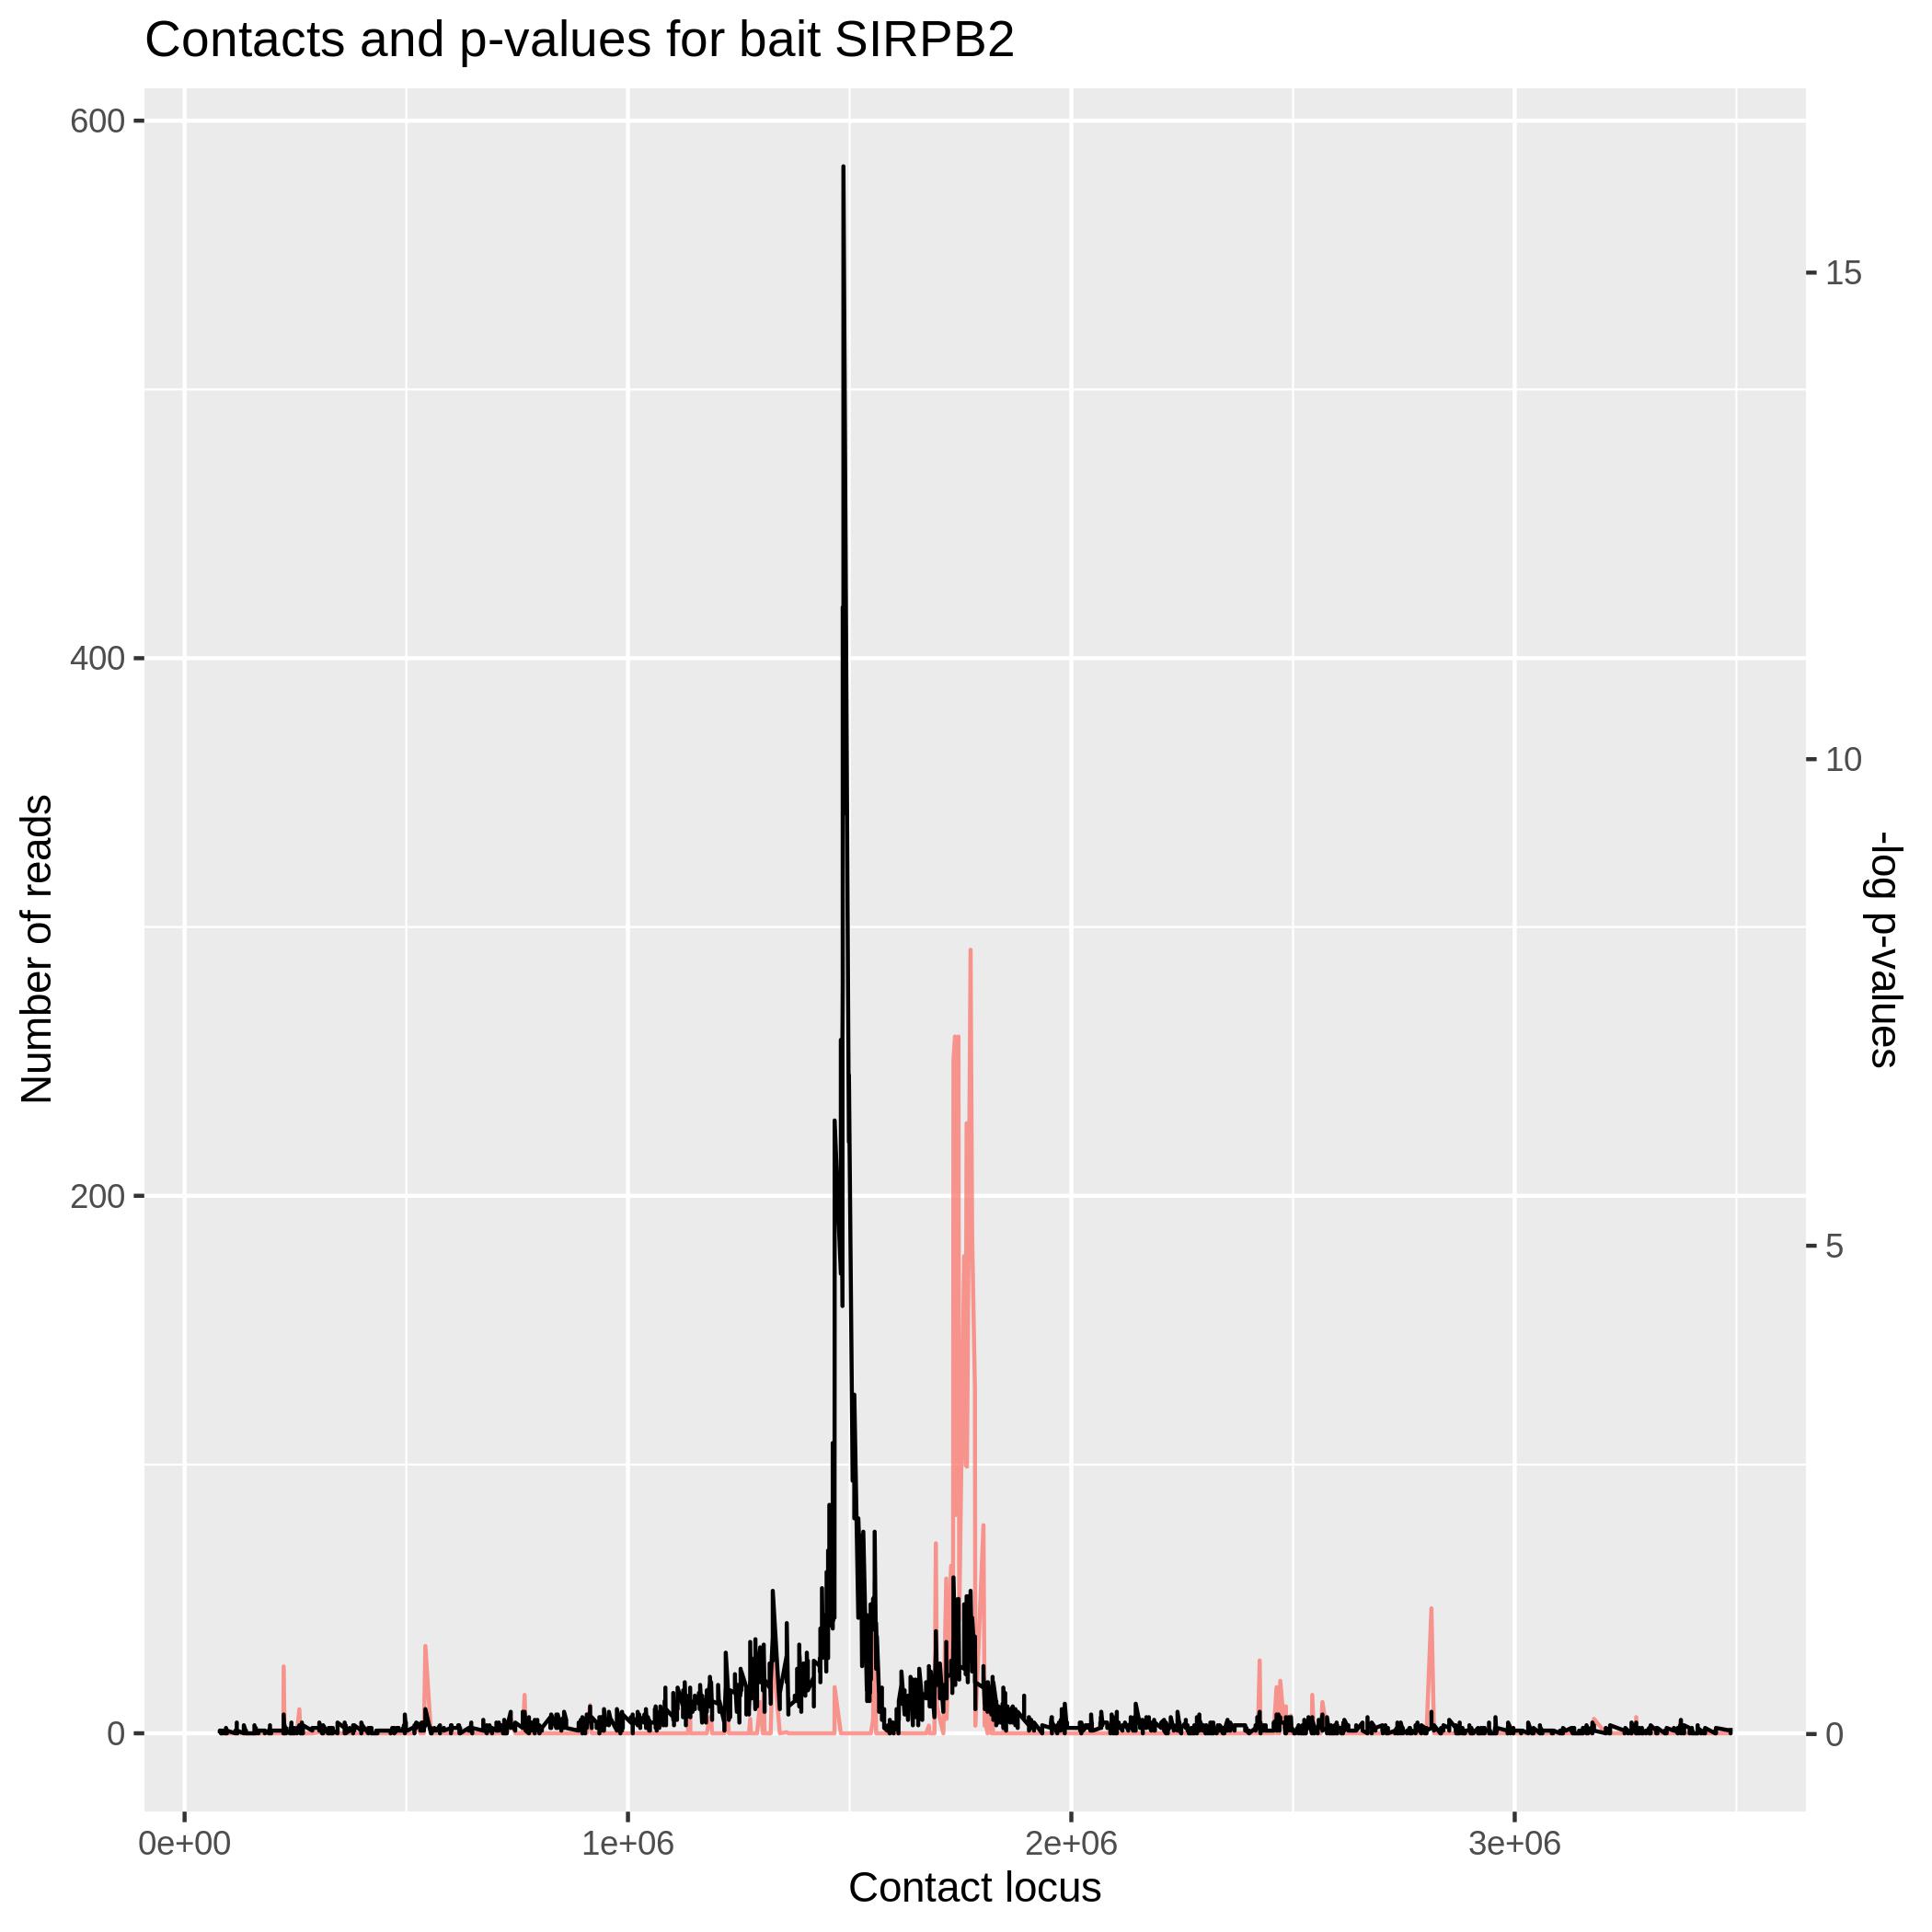 Contacts and p-values for bait SIRPB2
600
400
200
0
Number of reads
15
10
5
0
-log p-values
0e+00
1e+06
2e+06
3e+06
Contact locus